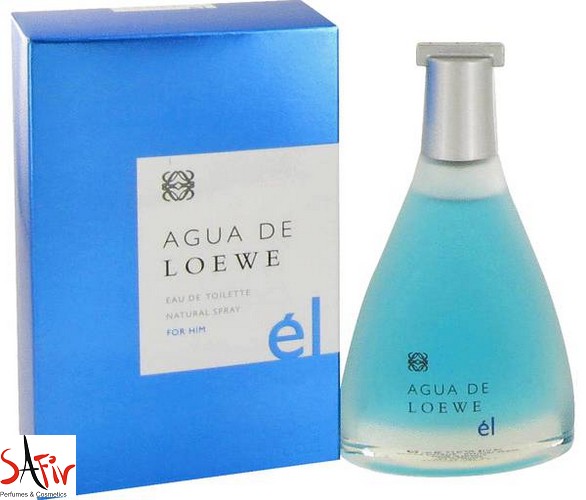 AGUA DE
LOEWE
EAU DE TOILETTE
NATURAL SPRAY
FOR HIM
él
AGUA DE
LOEWE
él
SAfir
Perfumes & Cosmetics